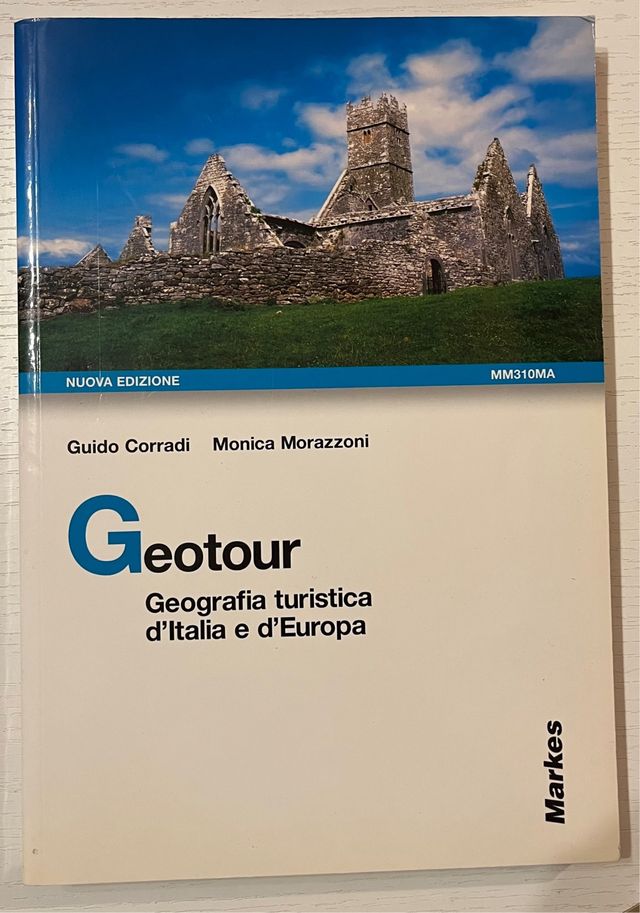 NUOVA EDIZIONE MM310MA
Guido Corradi Monica Morazzoni
Geotour
Geografia turistica
d'Italia e d'Europa
Markes